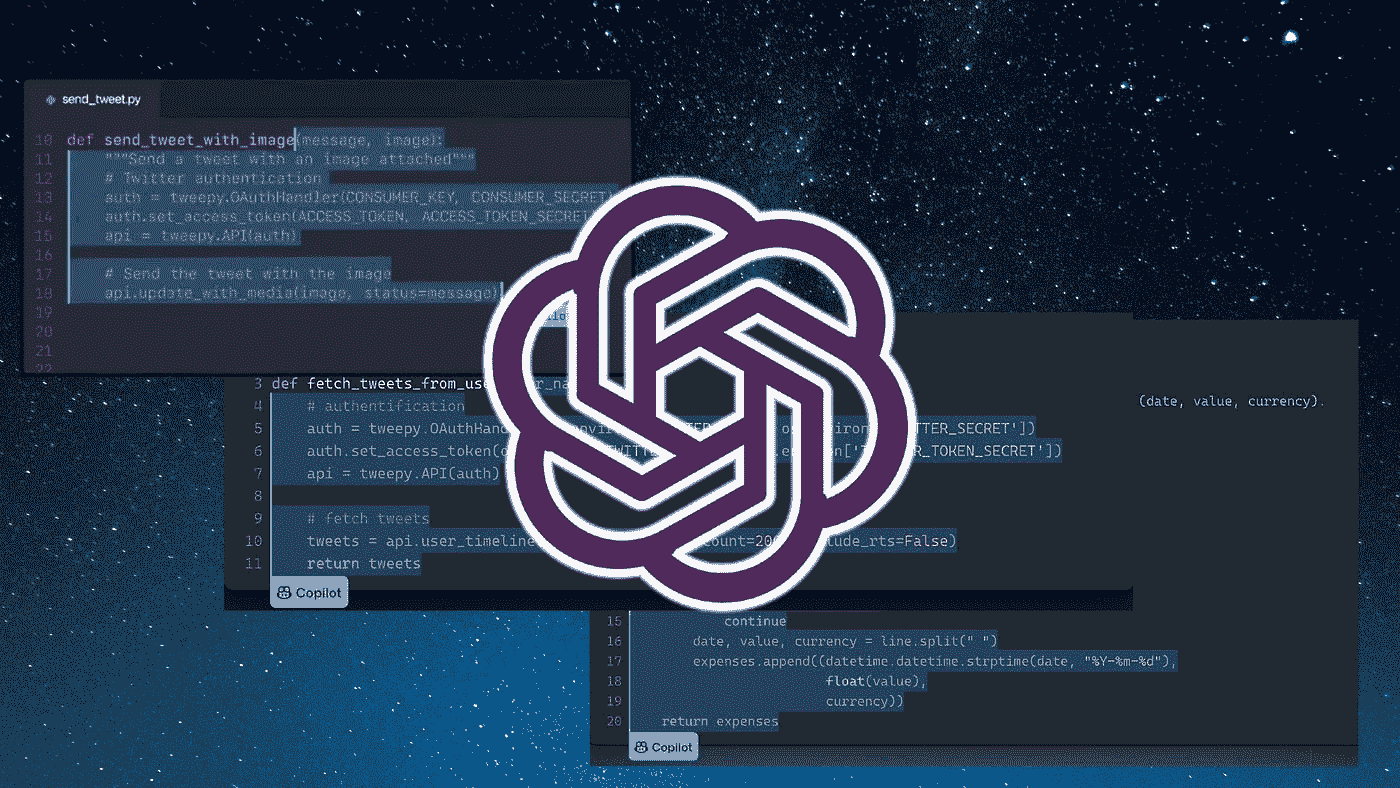 send_tweet.py
10 def send_tweet_with_image(message, image):
11 """Send a tweet with an image attached"""
12 # Twitter authentication
13 auth = tweepy.OAuthHandler(CONSUMER_KEY, CONSUMER_SECRET)
14 auth.set_access_token(ACCESS_TOKEN, ACCESS_TOKEN_SECRET
15 api = tweepy.API(auth)
16
17 # Send the tweet with the image
18 api.update_with_media(image, status=message)
19
20
21
22
3 def fetch_tweets_from_use
4 # authentification
5 auth = tweepy.OAuthHand
6 auth.set_access_token(
7 api = tweepy.API(auth)
8
9 # fetch tweets
10 tweets = api.user_timeline ount=20 lude_rts=False)
11 return tweets
Copilot
(date, value, currency).
15 continue
16 date, value, currency = line.split(" ")
17 expenses.append((datetime.datetime.strptime(date, "%Y-%m-%d"),
18 float(value),
19 currency))
20 return expenses
Copilot